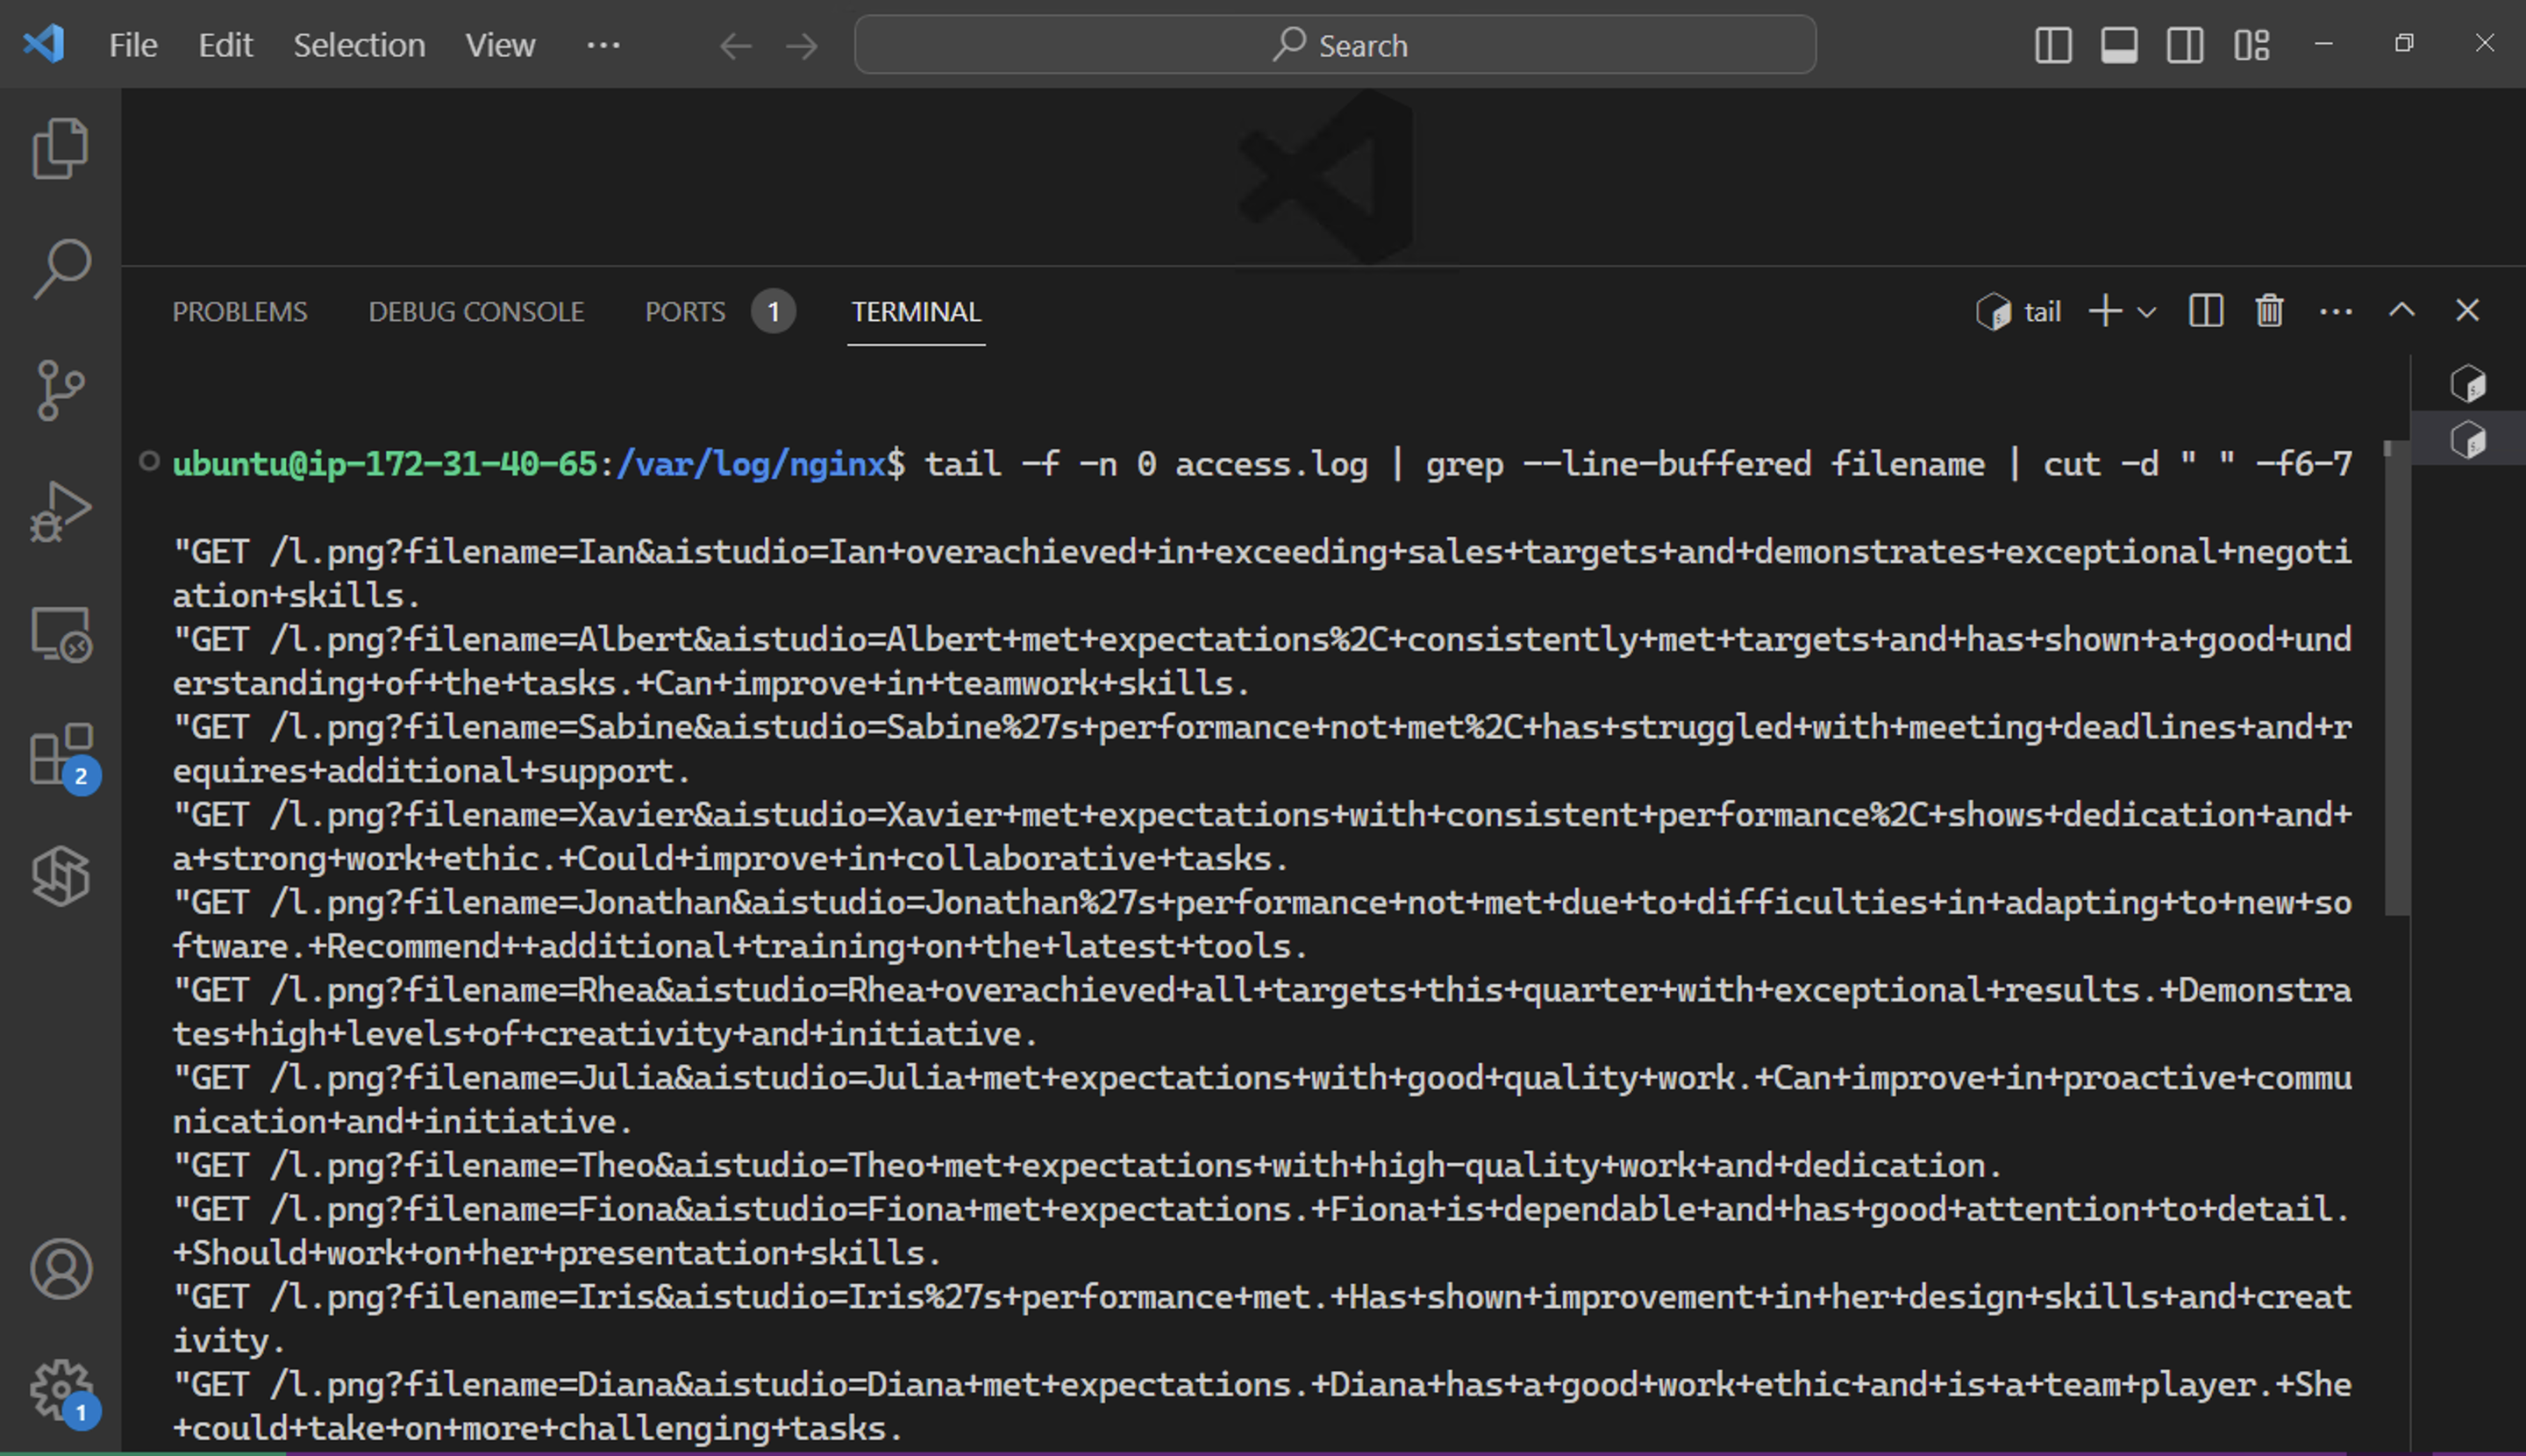 File Edit Selection View ··· Search
PROBLEMS DEBUG CONSOLE PORTS 1 TERMINAL tail
ubuntu@ip-172-31-40-65:/var/log/nginx$ tail -f -n 0 access.log | grep --line-buffered filename | cut -d " " -f6-7
"GET /l.png?filename=Ian&aistudio=Ian+overachieved+in+exceeding+sales+targets+and+demonstrates+exceptional+negoti
ation+skills.
"GET /l.png?filename=Albert&aistudio=Albert+met+expectations%2C+consistently+met+targets+and+has+shown+a+good+und
erstanding+of+the+tasks.+Can+improve+in+teamwork+skills.
"GET /l.png?filename=Sabine&aistudio=Sabine%27s+performance+not+met%2C+has+struggled+with+meeting+deadlines+and+r
equires+additional+support.
"GET /l.png?filename=Xavier&aistudio=Xavier+met+expectations+with+consistent+performance%2C+shows+dedication+and+
a+strong+work+ethic.+Could+improve+in+collaborative+tasks.
"GET /l.png?filename=Jonathan&aistudio=Jonathan%27s+performance+not+met+due+to+difficulties+in+adapting+to+new+so
ftware.+Recommend++additional+training+on+the+latest+tools.
"GET /l.png?filename=Rhea&aistudio=Rhea+overachieved+all+targets+this+quarter+with+exceptional+results.+Demonstra
tes+high+levels+of+creativity+and+initiative.
"GET /l.png?filename=Julia&aistudio=Julia+met+expectations+with+good+quality+work.+Can+improve+in+proactive+commu
nication+and+initiative.
"GET /l.png?filename=Theo&aistudio=Theo+met+expectations+with+high-quality+work+and+dedication.
"GET /l.png?filename=Fiona&aistudio=Fiona+met+expectations.+Fiona+is+dependable+and+has+good+attention+to+detail.
+Should+work+on+her+presentation+skills.
"GET /l.png?filename=Iris&aistudio=Iris%27s+performance+met.+Has+shown+improvement+in+her+design+skills+and+creat
ivity.
"GET /l.png?filename=Diana&aistudio=Diana+met+expectations.+Diana+has+a+good+work+ethic+and+is+a+team+player.+She
+could+take+on+more+challenging+tasks.
2
1